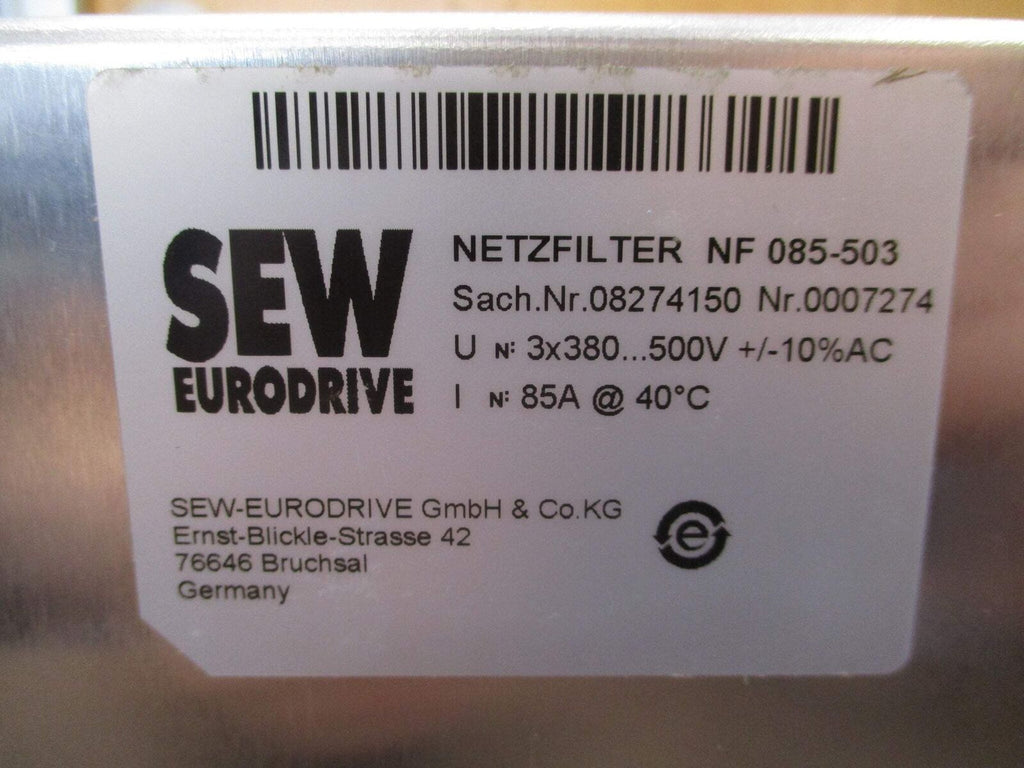 SEW
EURODRIVE
NETZFILTER NF 085-503
Sach.Nr.08274150 Nr.0007274
U N: 3x380...500V +/-10%AC
I N: 85A @ 40°C
SEW-EURODRIVE GmbH & Co.KG
Ernst-Blickle-Strasse 42
76646 Bruchsal
Germany
e